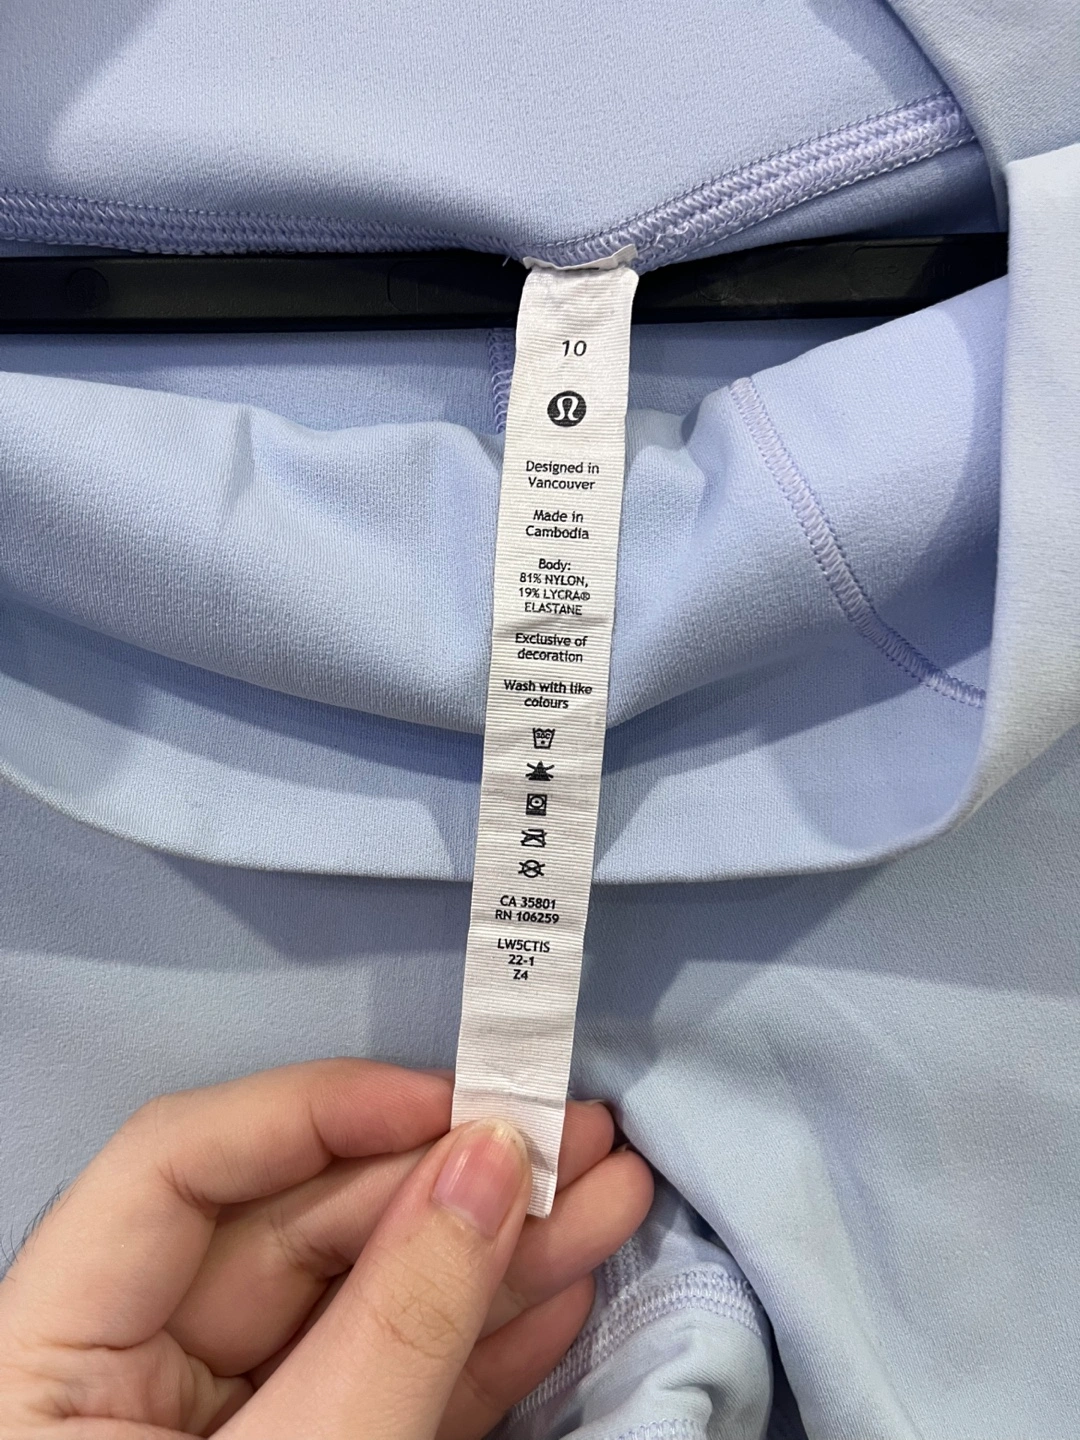 10
Designed in
Vancouver
Made in
Cambodia
Body:
81% NYLON,
19% LYCRA®
ELASTANE
Exclusive of
decoration
Wash with like
colours
CA 35801
RN 106259
LW5CTIS
22-1
Z4